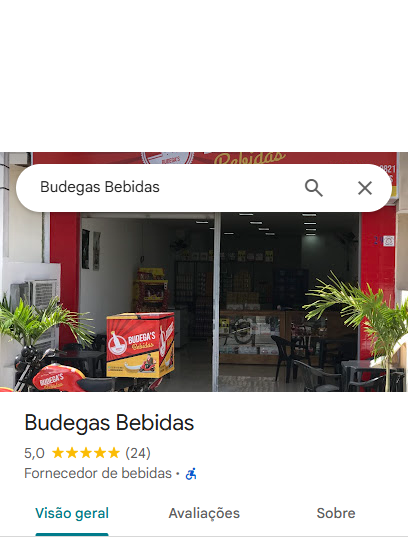 Bebidas
Budegas Bebidas
BUDEGA'S
Bebidas
BUDEGA'S
Budegas Bebidas
5,0 (24)
Fornecedor de bebidas ·
Visão geral Avaliações Sobre